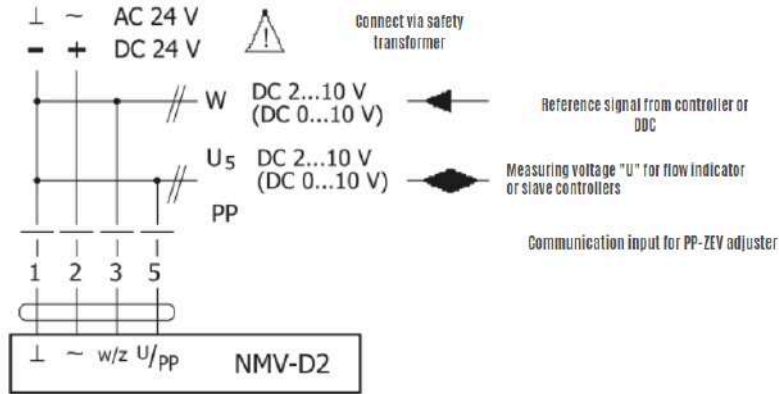 ⊥ ~ AC 24 V
− + DC 24 V
Connect via safety
transformer
W DC 2...10 V
(DC 0...10 V)
Reference signal from controller or
DDC
U5 DC 2...10 V
(DC 0...10 V)
PP
Measuring voltage "U" for flow indicator
or slave controllers
Communication input for PP-ZEV adjuster
1 2 3 5
⊥ ~ w/z U/PP NMV-D2